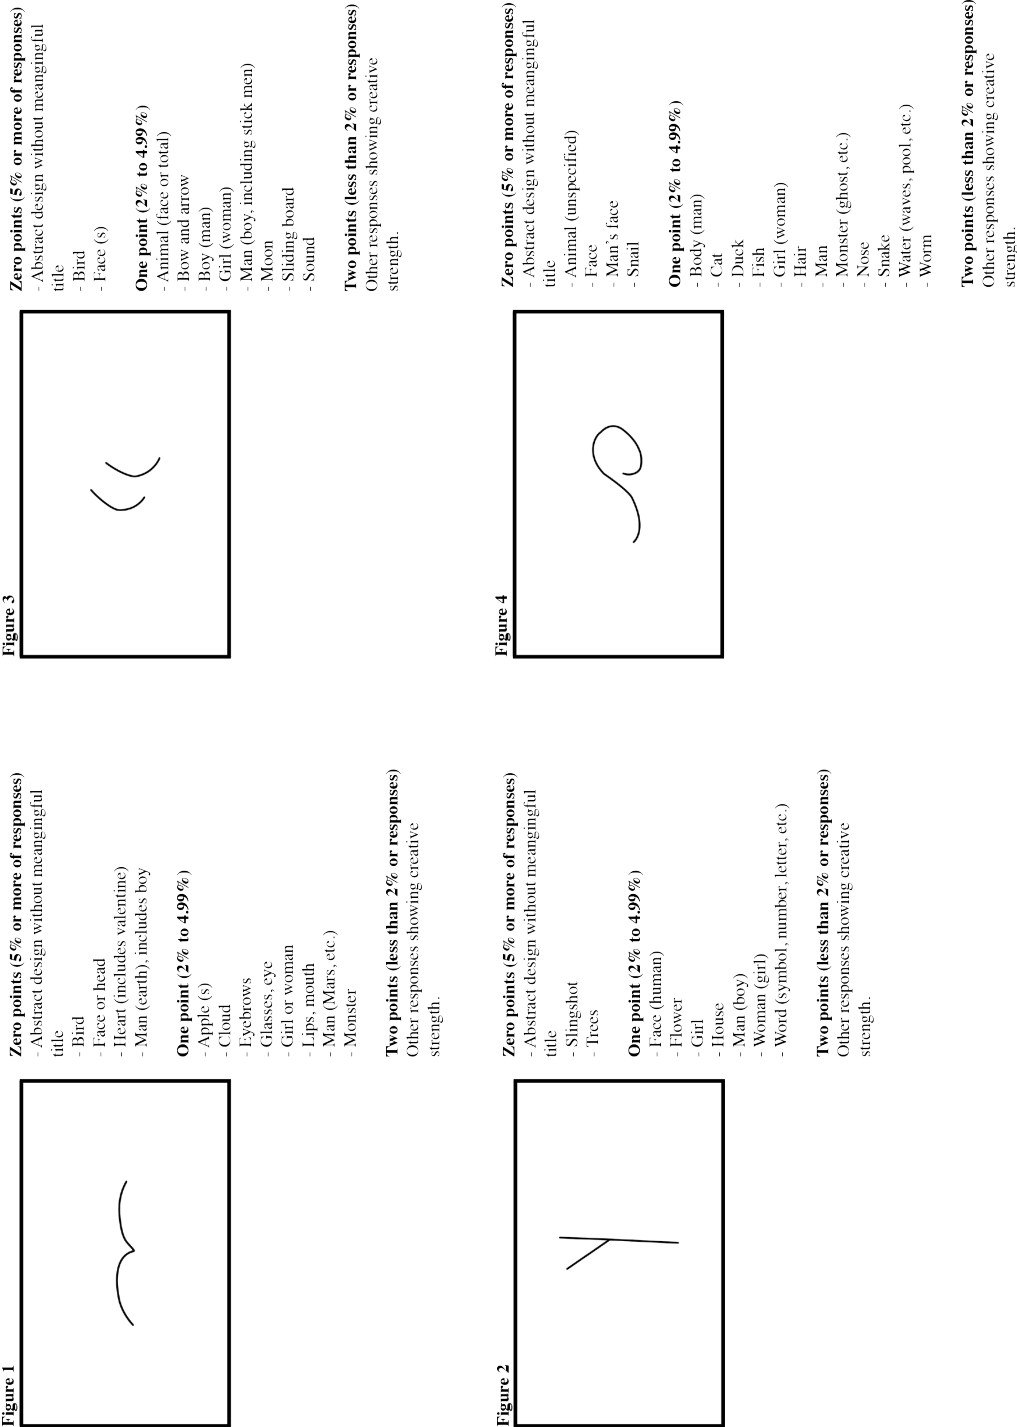 Figure 1
Zero points (5% or more of responses)
- Abstract design without meangingful
title
- Bird
- Face or head
- Heart (includes valentine)
- Man (earth), includes boy
One point (2% to 4.99%)
- Apple (s)
- Cloud
- Eyebrows
- Glasses, eye
- Girl or woman
- Lips, mouth
- Man (Mars, etc.)
- Monster
Two points (less than 2% or responses)
Other responses showing creative
strength.
Figure 2
Zero points (5% or more of responses)
- Abstract design without meangingful
title
- Slingshot
- Trees
One point (2% to 4.99%)
- Face (human)
- Flower
- Girl
- House
- Man (boy)
- Woman (girl)
- Word (symbol, number, letter, etc.)
Two points (less than 2% or responses)
Other responses showing creative
strength.
Figure 3
Zero points (5% or more of responses)
- Abstract design without meangingful
title
- Bird
- Face (s)
One point (2% to 4.99%)
- Animal (face or total)
- Bow and arrow
- Boy (man)
- Girl (woman)
- Man (boy, including stick men)
- Moon
- Sliding board
- Sound
Two points (less than 2% or responses)
Other responses showing creative
strength.
Figure 4
Zero points (5% or more of responses)
- Abstract design without meangingful
title
- Animal (unspecified)
- Face
- Man's face
- Snail
One point (2% to 4.99%)
- Body (man)
- Cat
- Duck
- Fish
- Girl (woman)
- Hair
- Man
- Monster (ghost, etc.)
- Nose
- Snake
- Water (waves, pool, etc.)
- Worm
Two points (less than 2% or responses)
Other responses showing creative
strength.